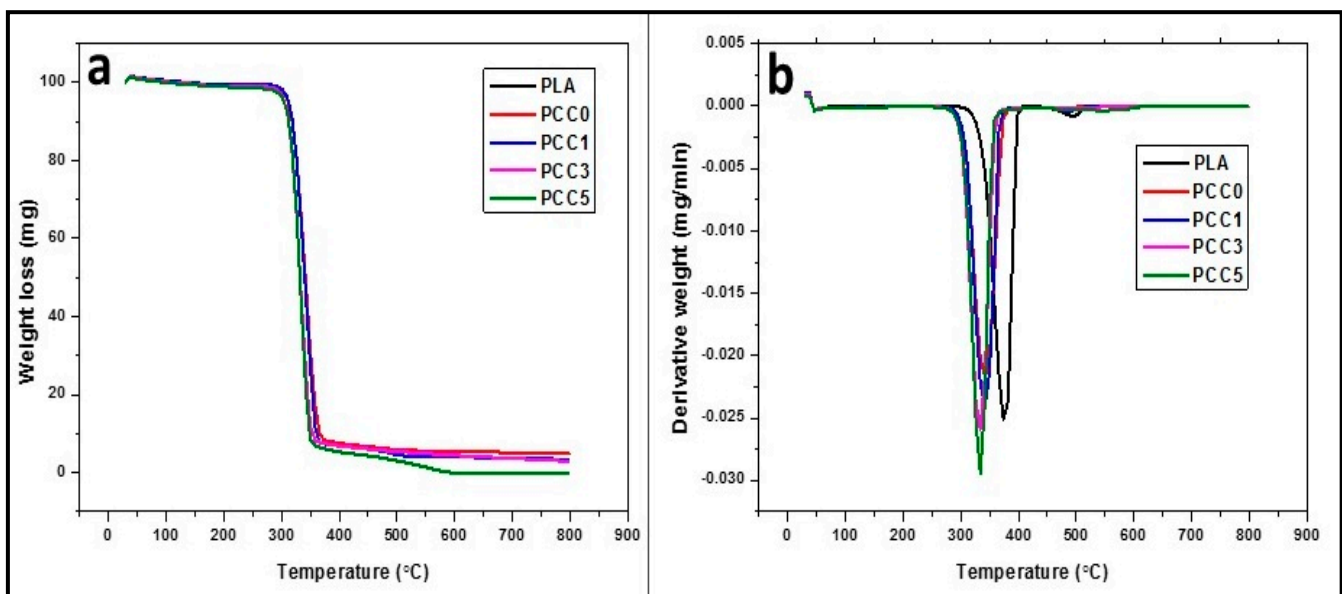 a
Weight loss (mg)
100
80
60
40
20
0
0 100 200 300 400 500 600 700 800 900
Temperature (°C)
PLA
PCC0
PCC1
PCC3
PCC5
b
Derivative weight (mg/min)
0.005
0.000
-0.005
-0.010
-0.015
-0.020
-0.025
-0.030
0 100 200 300 400 500 600 700 800 900
Temperature (°C)
PLA
PCC0
PCC1
PCC3
PCC5